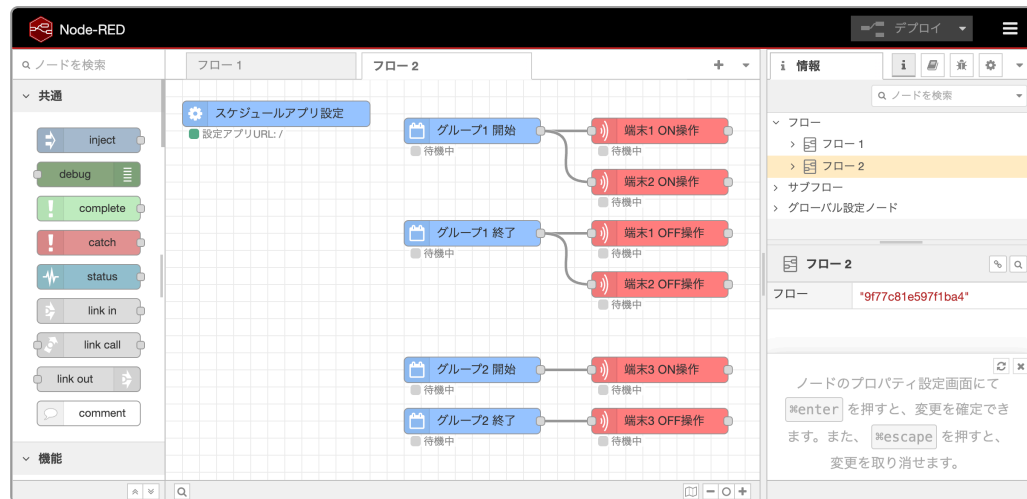 Node-RED
デプロイ
ノードを検索
フロー 1
フロー 2
情報
共通
スケジュールアプリ設定
設定アプリURL: /
inject
debug
complete
catch
status
link in
link call
link out
comment
機能
グループ1 開始
待機中
端末1 ON操作
待機中
端末2 ON操作
待機中
グループ1 終了
待機中
端末1 OFF操作
待機中
端末2 OFF操作
待機中
グループ2 開始
待機中
端末3 ON操作
待機中
グループ2 終了
待機中
端末3 OFF操作
待機中
ノードを検索
フロー
フロー 1
フロー 2
サブフロー
グローバル設定ノード
フロー 2
フロー "9f77c81e597f1ba4"
ノードのプロパティ設定画面にて
⌘enter を押すと、変更を確定でき
ます。また、 ⌘escape を押すと、
変更を取り消せます。